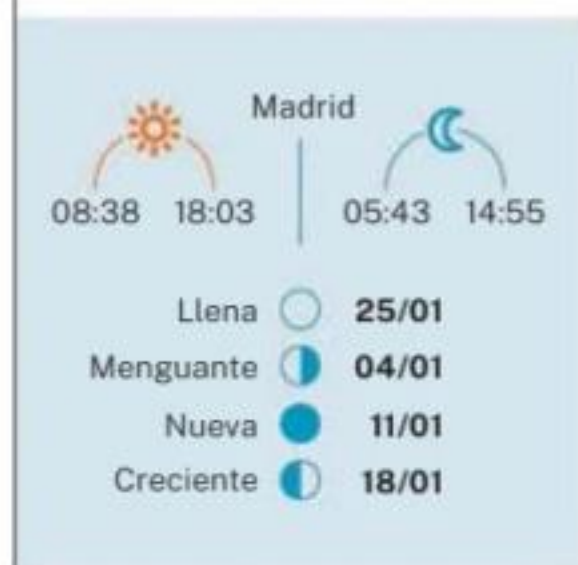 Madrid
08:38 18:03 05:43 14:55
Llena 25/01
Menguante 04/01
Nueva 11/01
Creciente 18/01